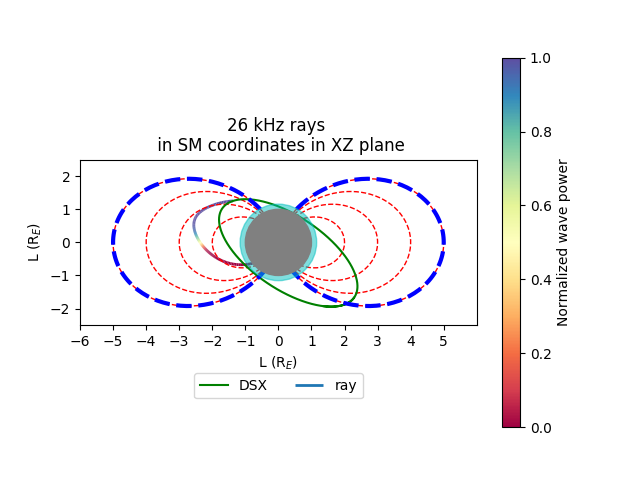 26 kHz rays
in SM coordinates in XZ plane
2
1
0
−1
−2
L (R_E)
−6 −5 −4 −3 −2 −1 0 1 2 3 4 5
L (R_E)
DSX ray
1.0
0.8
0.6
0.4
0.2
0.0
Normalized wave power